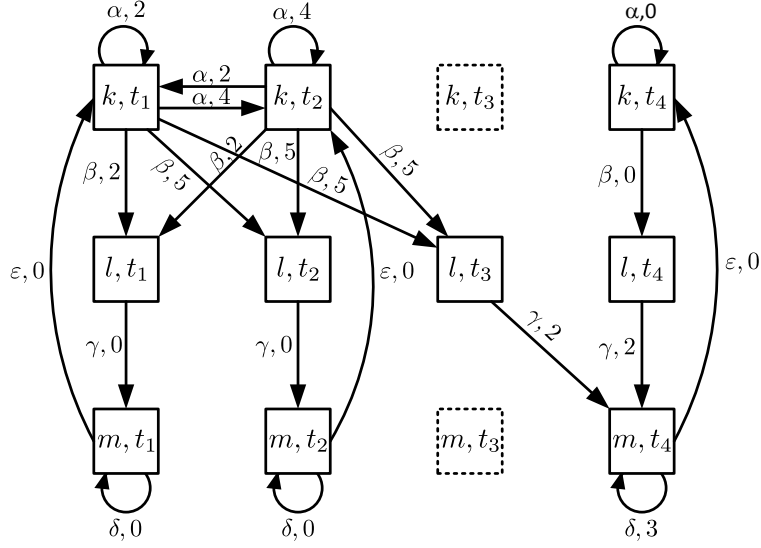 α, 2
α, 4
α,0
k, t₁
α, 2
α, 4
k, t₂
k, t₃
k, t₄
β, 2
β, 5
β, 2
β, 5
β, 5
β, 5
β, 0
l, t₁
l, t₂
l, t₃
l, t₄
ε, 0
ε, 0
ε, 0
γ, 0
γ, 0
γ, 2
γ, 2
m, t₁
m, t₂
m, t₃
m, t₄
δ, 0
δ, 0
δ, 3